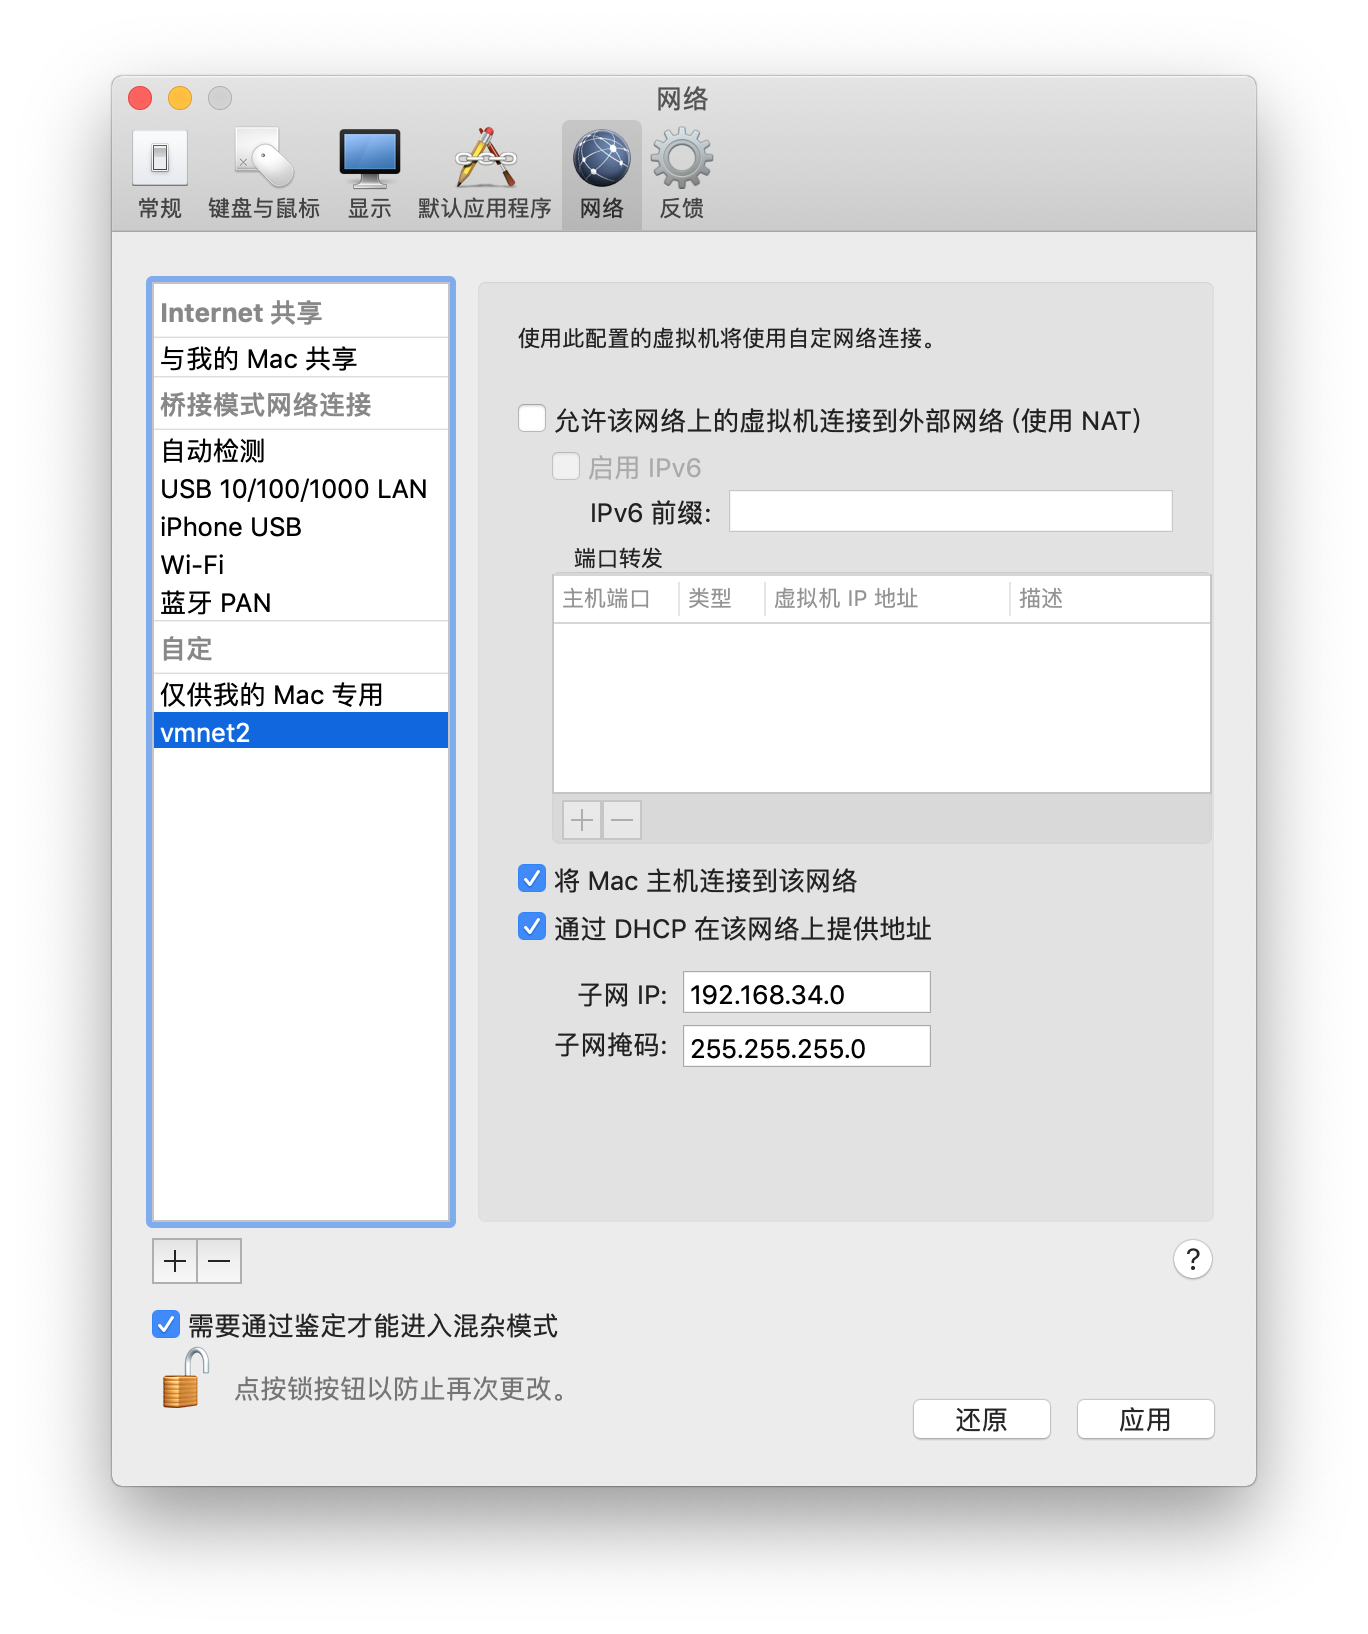 网络
常规
键盘与鼠标
显示
默认应用程序
网络
反馈
Internet 共享
与我的 Mac 共享
桥接模式网络连接
自动检测
USB 10/100/1000 LAN
iPhone USB
Wi-Fi
蓝牙 PAN
自定
仅供我的 Mac 专用
vmnet2
使用此配置的虚拟机将使用自定网络连接。
允许该网络上的虚拟机连接到外部网络 (使用 NAT)
启用 IPv6
IPv6 前缀:
端口转发
主机端口 类型 虚拟机 IP 地址 描述
将 Mac 主机连接到该网络
通过 DHCP 在该网络上提供地址
子网 IP: 192.168.34.0
子网掩码: 255.255.255.0
?
需要通过鉴定才能进入混杂模式
点按锁按钮以防止再次更改。
还原
应用